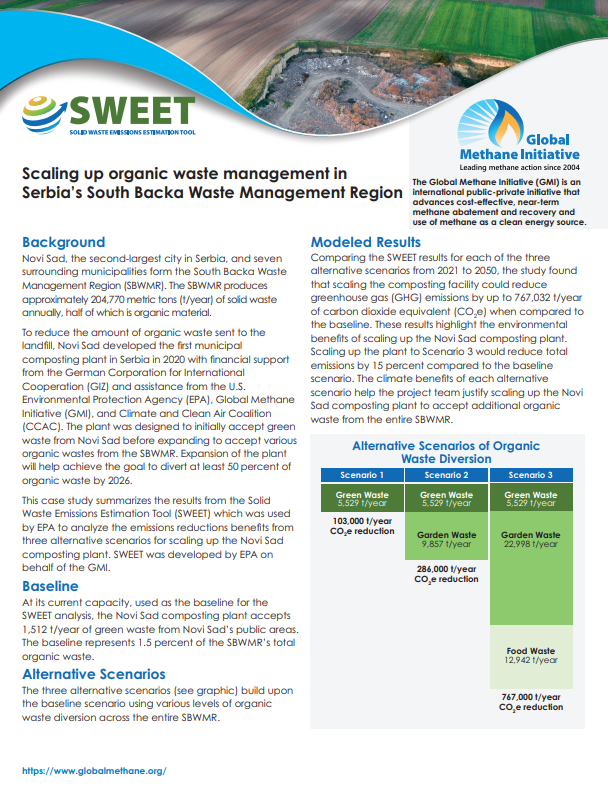 SWEET
SOLID WASTE EMISSIONS ESTIMATION TOOL
Global
Methane Initiative
Leading methane action since 2004
Scaling up organic waste management in
Serbia's South Backa Waste Management Region
The Global Methane Initiative (GMI) is an
international public-private initiative that
advances cost-effective, near-term
methane abatement and recovery and
use of methane as a clean energy source.
Background
Novi Sad, the second-largest city in Serbia, and seven
surrounding municipalities form the South Backa Waste
Management Region (SBWMR). The SBWMR produces
approximately 204,770 metric tons (t/year) of solid waste
annually, half of which is organic material.
To reduce the amount of organic waste sent to the
landfill, Novi Sad developed the first municipal
composting plant in Serbia in 2020 with financial support
from the German Corporation for International
Cooperation (GIZ) and assistance from the U.S.
Environmental Protection Agency (EPA), Global Methane
Initiative (GMI), and Climate and Clean Air Coalition
(CCAC). The plant was designed to initially accept green
waste from Novi Sad before expanding to accept various
organic wastes from the SBWMR. Expansion of the plant
will help achieve the goal to divert at least 50 percent of
organic waste by 2026.
This case study summarizes the results from the Solid
Waste Emissions Estimation Tool (SWEET) which was used
by EPA to analyze the emissions reductions benefits from
three alternative scenarios for scaling up the Novi Sad
composting plant. SWEET was developed by EPA on
behalf of the GMI.
Baseline
At its current capacity, used as the baseline for the
SWEET analysis, the Novi Sad composting plant accepts
1,512 t/year of green waste from Novi Sad's public areas.
The baseline represents 1.5 percent of the SBWMR's total
organic waste.
Alternative Scenarios
The three alternative scenarios (see graphic) build upon
the baseline scenario using various levels of organic
waste diversion across the entire SBWMR.
Modeled Results
Comparing the SWEET results for each of the three
alternative scenarios from 2021 to 2050, the study found
that scaling the composting facility could reduce
greenhouse gas (GHG) emissions by up to 767,032 t/year
of carbon dioxide equivalent (CO₂e) when compared to
the baseline. These results highlight the environmental
benefits of scaling up the Novi Sad composting plant.
Scaling up the plant to Scenario 3 would reduce total
emissions by 15 percent compared to the baseline
scenario. The climate benefits of each alternative
scenario help the project team justify scaling up the Novi
Sad composting plant to accept additional organic
waste from the entire SBWMR.
Alternative Scenarios of Organic
Waste Diversion
Scenario 1 Scenario 2 Scenario 3
Green Waste Green Waste Green Waste
5,529 t/year 5,529 t/year 5,529 t/year
103,000 t/year
CO₂e reduction
Garden Waste Garden Waste
9,857 t/year 22,998 t/year
286,000 t/year
CO₂e reduction
Food Waste
12,942 t/year
767,000 t/year
CO₂e reduction
https://www.globalmethane.org/